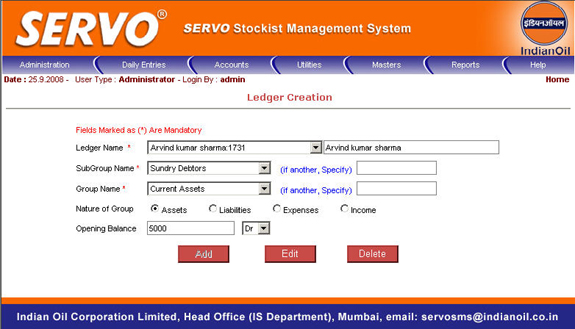 SERVO®
SERVO Stockist Management System
इंडियनऑयल
IndianOil
Administration Daily Entries Accounts Utilities Masters Reports Help
Date : 25.9.2008 - User Type : Administrator - Login By : admin Home
Ledger Creation
Fields Marked as (*) Are Mandatory
Ledger Name * Arvind kumar sharma:1731 Arvind kumar sharma
SubGroup Name * Sundry Debtors (if another, Specify)
Group Name * Current Assets (if another, Specify)
Nature of Group Assets Liabilities Expenses Income
Opening Balance 5000 Dr
Add Edit Delete
Indian Oil Corporation Limited, Head Office (IS Department), Mumbai, email: servosms@indianoil.co.in